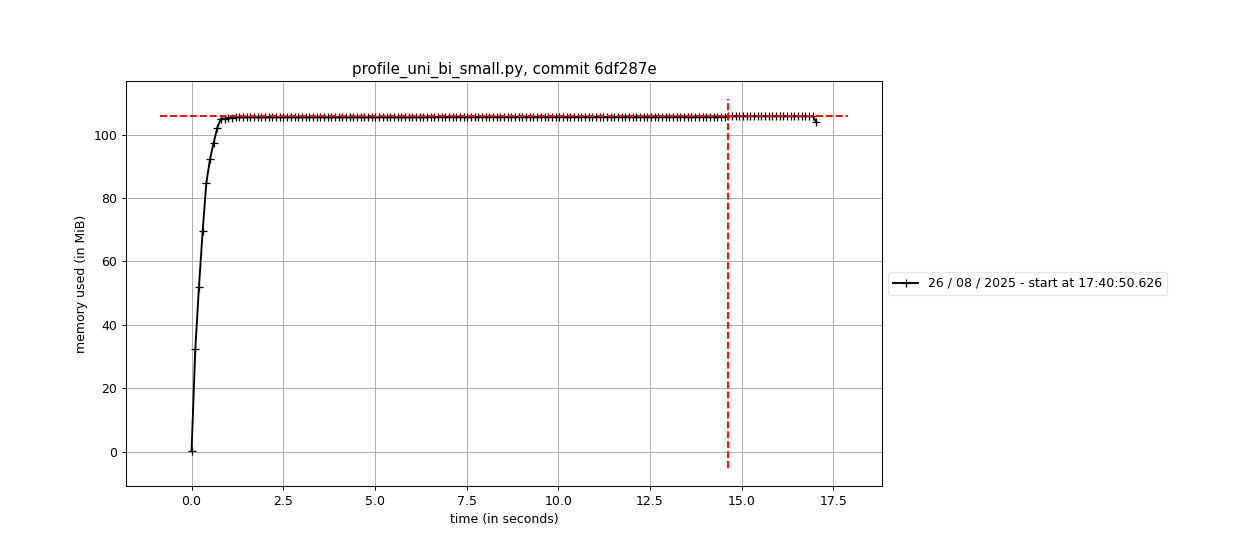 profile_uni_bi_small.py, commit 6df287e
100
80
60
40
20
0
memory used (in MiB)
0.0 2.5 5.0 7.5 10.0 12.5 15.0 17.5
time (in seconds)
26 / 08 / 2025 - start at 17:40:50.626